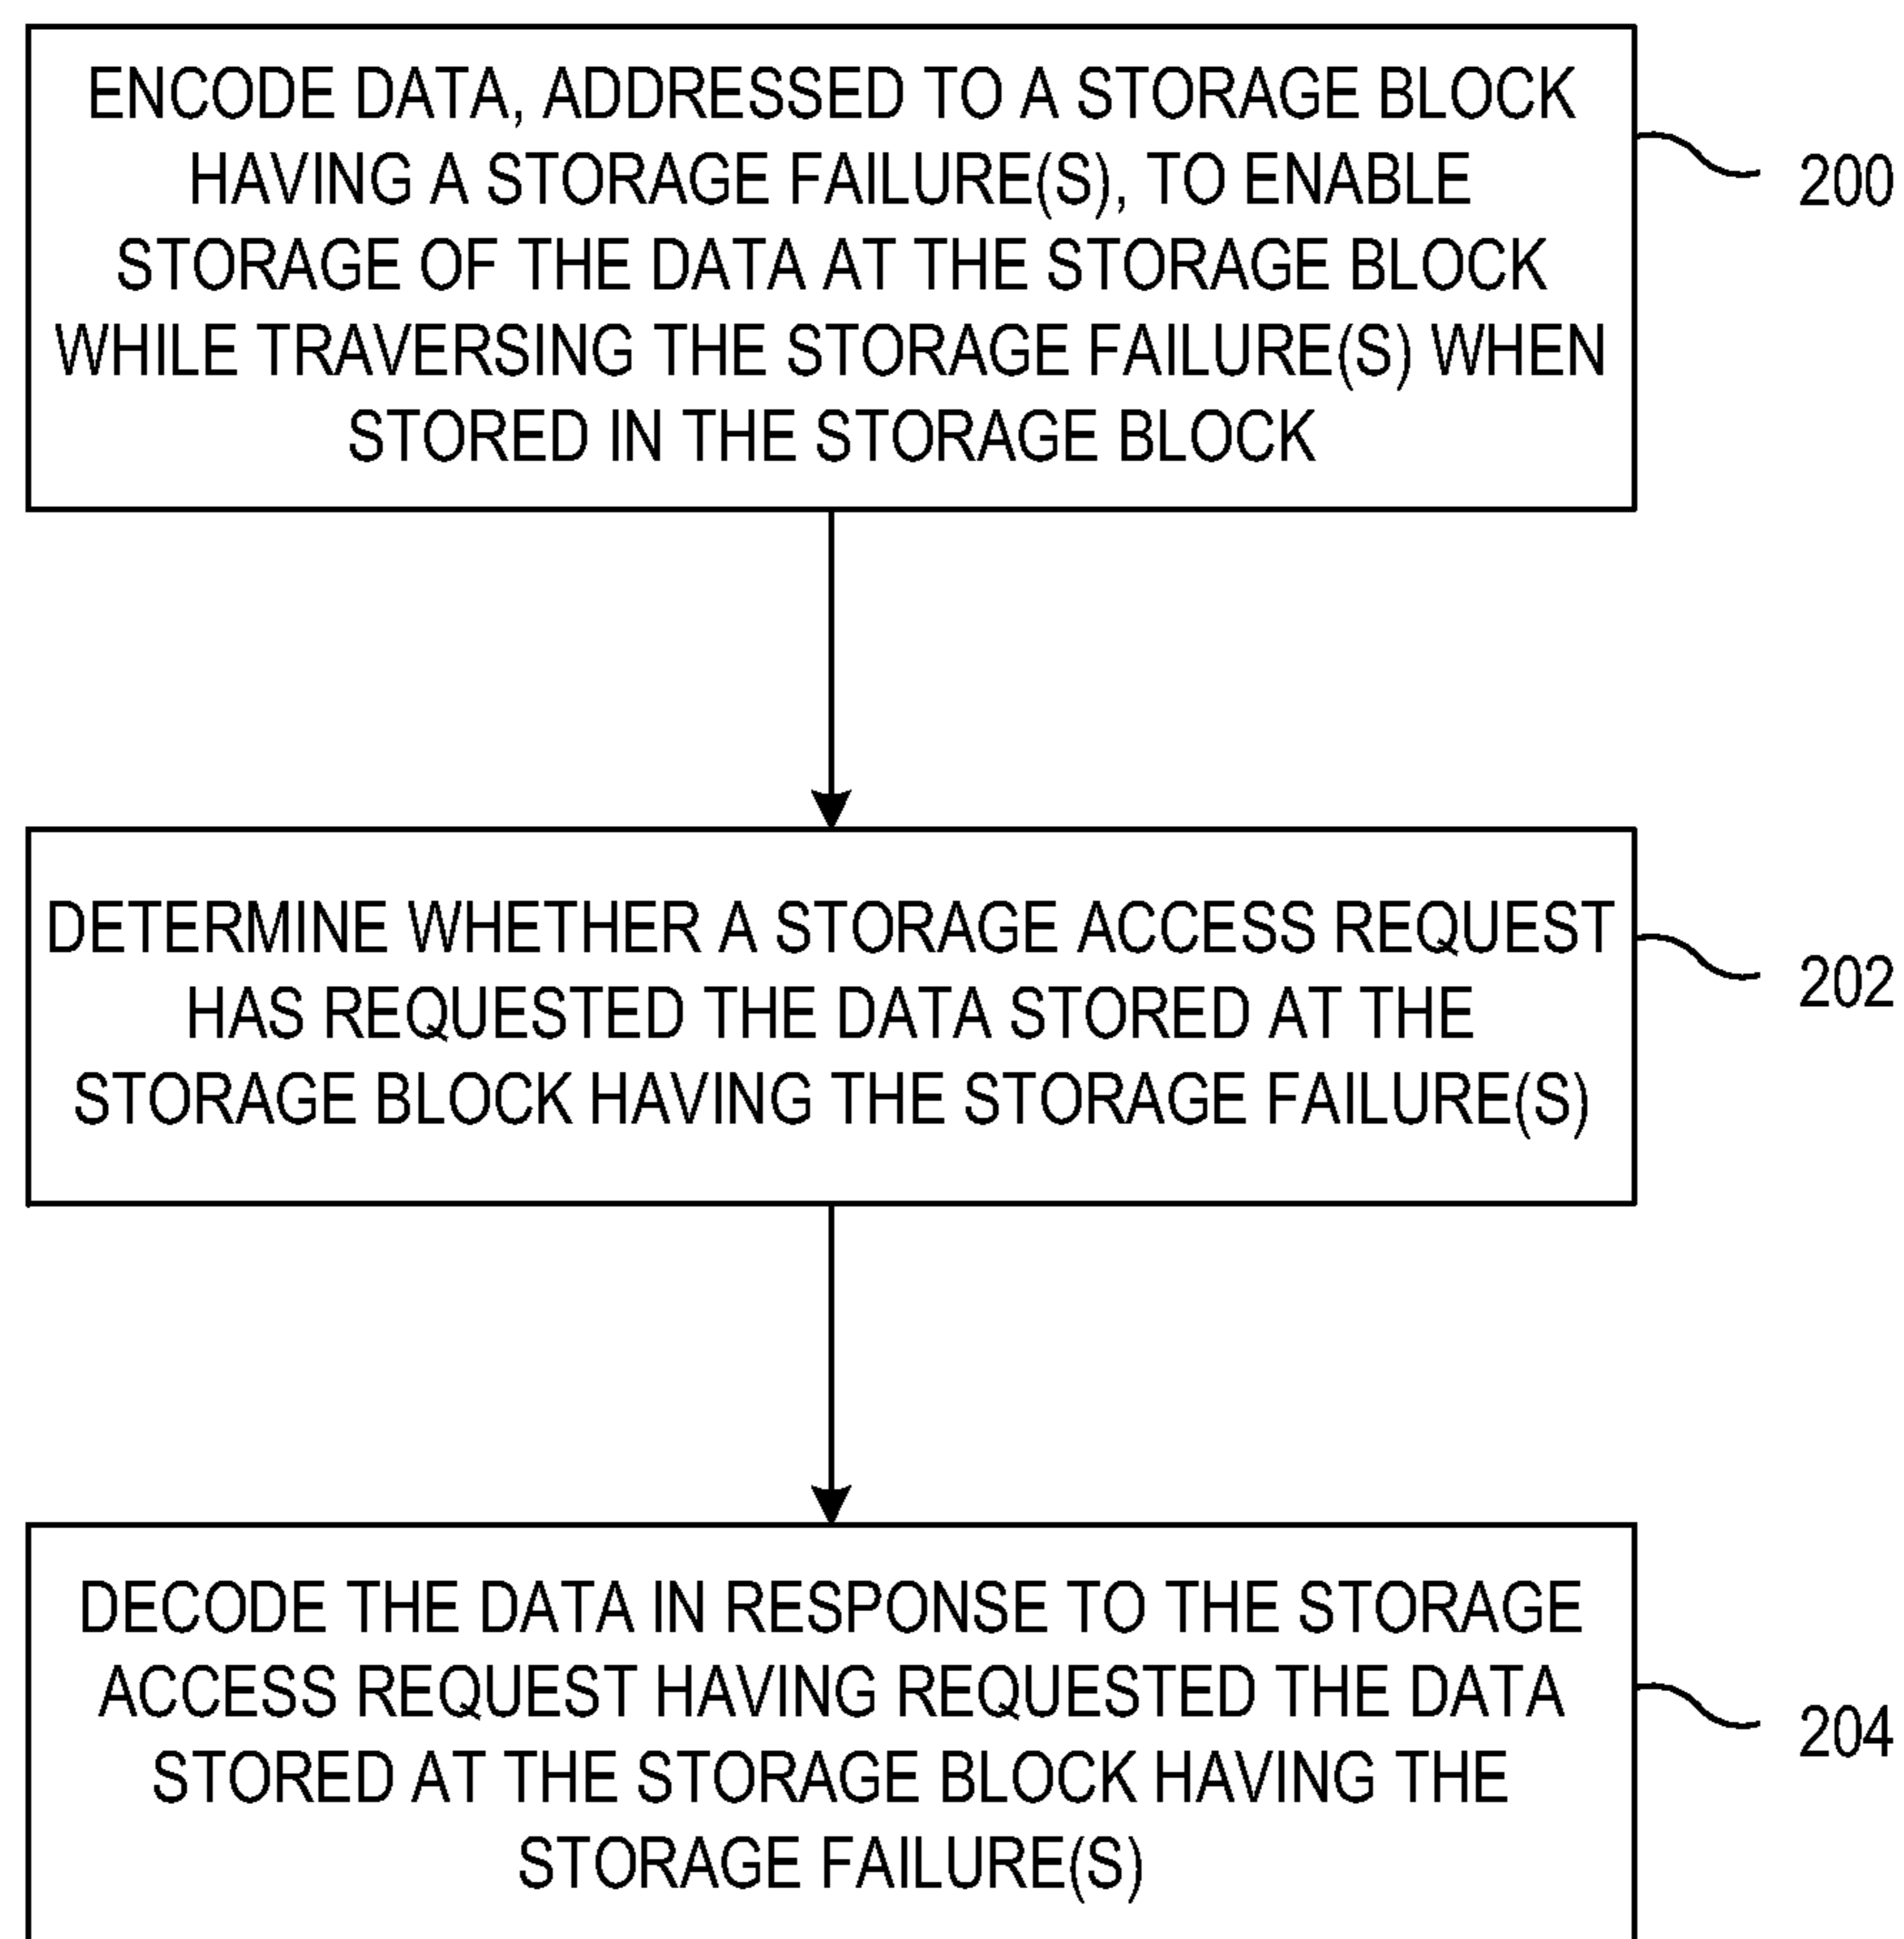 ENCODE DATA, ADDRESSED TO A STORAGE BLOCK
HAVING A STORAGE FAILURE(S), TO ENABLE
STORAGE OF THE DATA AT THE STORAGE BLOCK
WHILE TRAVERSING THE STORAGE FAILURE(S) WHEN
STORED IN THE STORAGE BLOCK
200
DETERMINE WHETHER A STORAGE ACCESS REQUEST
HAS REQUESTED THE DATA STORED AT THE
STORAGE BLOCK HAVING THE STORAGE FAILURE(S)
202
DECODE THE DATA IN RESPONSE TO THE STORAGE
ACCESS REQUEST HAVING REQUESTED THE DATA
STORED AT THE STORAGE BLOCK HAVING THE
STORAGE FAILURE(S)
204